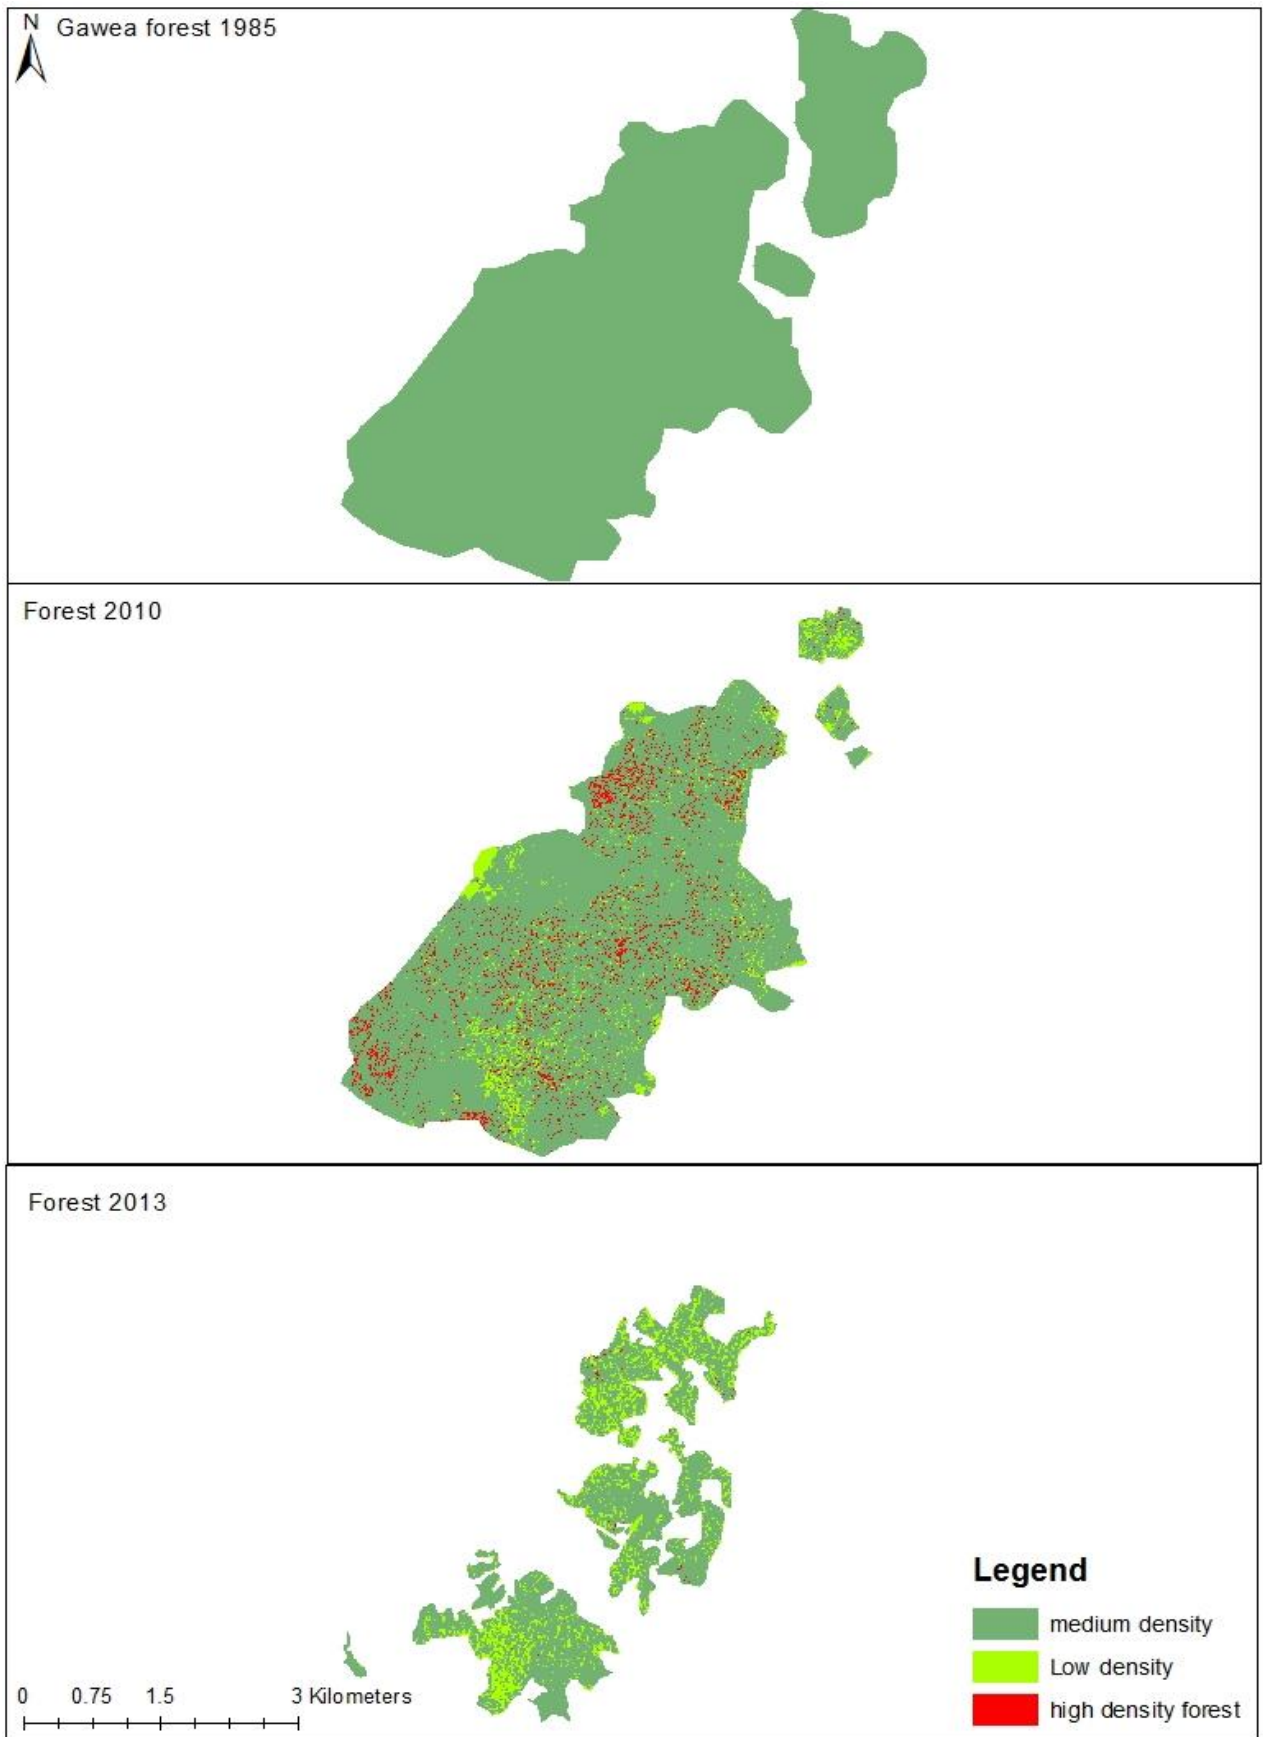 N
Gawea forest 1985
Forest 2010
Forest 2013
Legend
medium density
Low density
high density forest
0 0.75 1.5 3 Kilometers